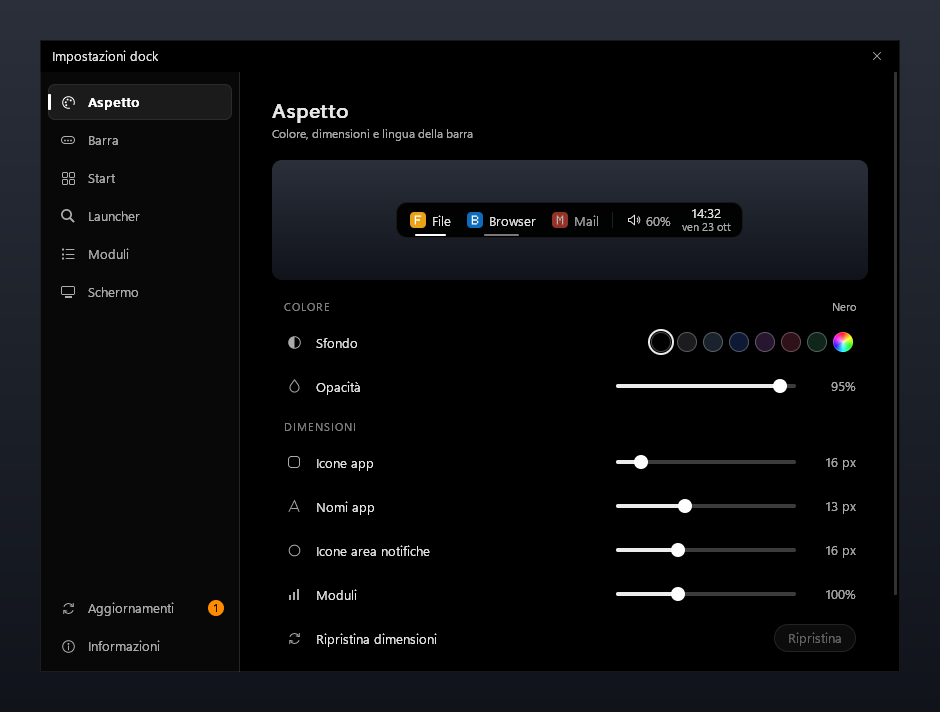 Impostazioni dock
Aspetto
Barra
Start
Launcher
Moduli
Schermo
Aggiornamenti 1
Informazioni
Aspetto
Colore, dimensioni e lingua della barra
F File B Browser M Mail 60% 14:32
ven 23 ott
COLORE Nero
Sfondo
Opacità 95%
DIMENSIONI
Icone app 16 px
Nomi app 13 px
Icone area notifiche 16 px
Moduli 100%
Ripristina dimensioni Ripristina